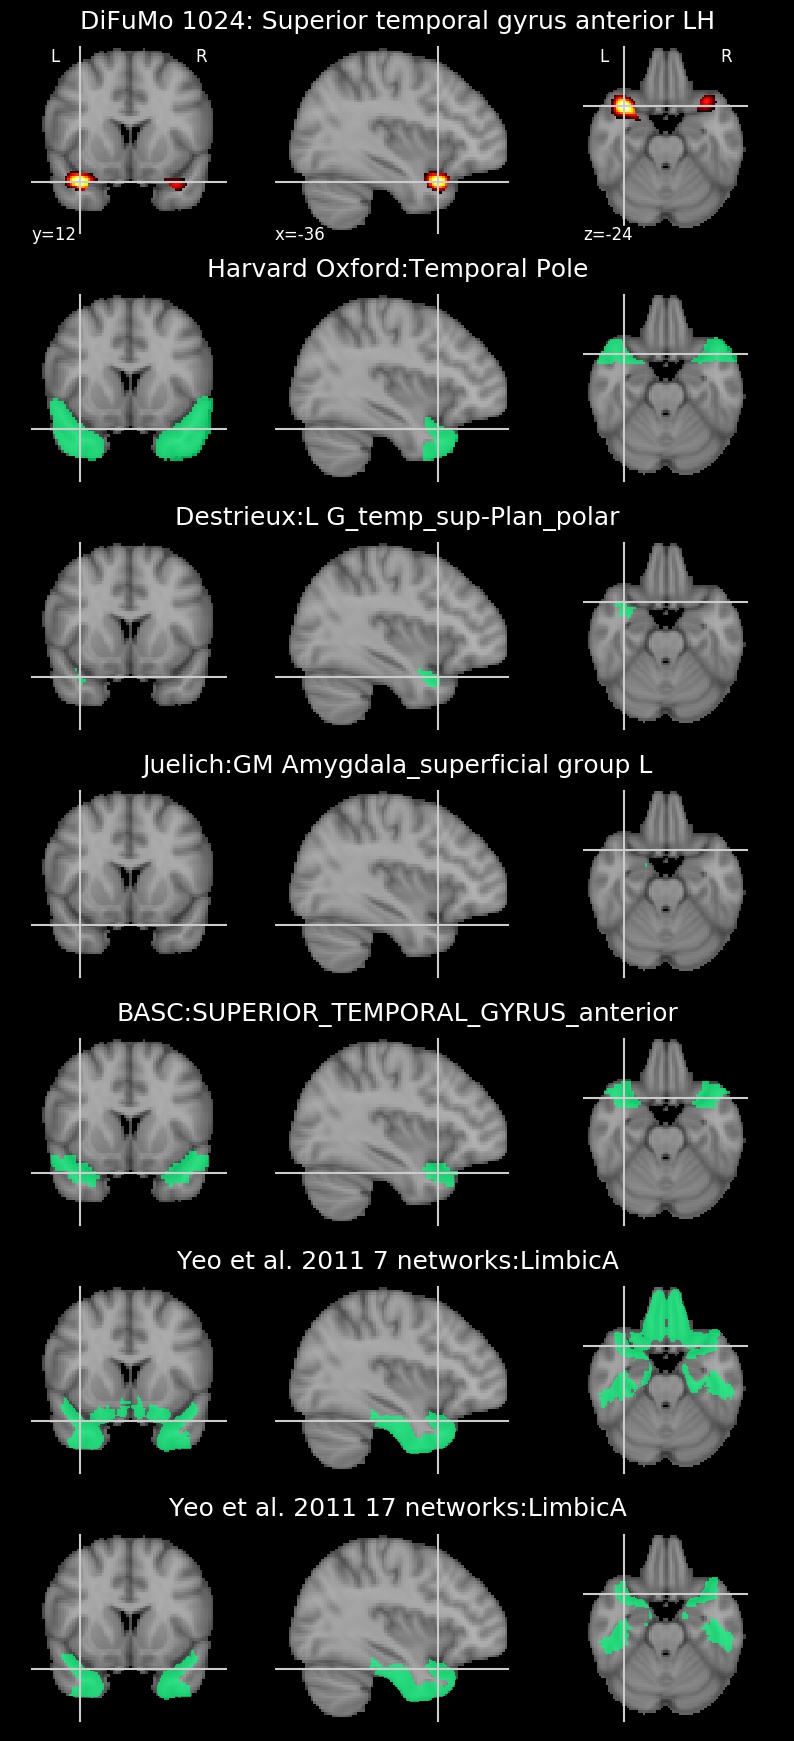 DiFuMo 1024: Superior temporal gyrus anterior LH
L R L R
y=12 x=-36 z=-24
Harvard Oxford:Temporal Pole
Destrieux:L G_temp_sup-Plan_polar
Juelich:GM Amygdala_superficial group L
BASC:SUPERIOR_TEMPORAL_GYRUS_anterior
Yeo et al. 2011 7 networks:LimbicA
Yeo et al. 2011 17 networks:LimbicA